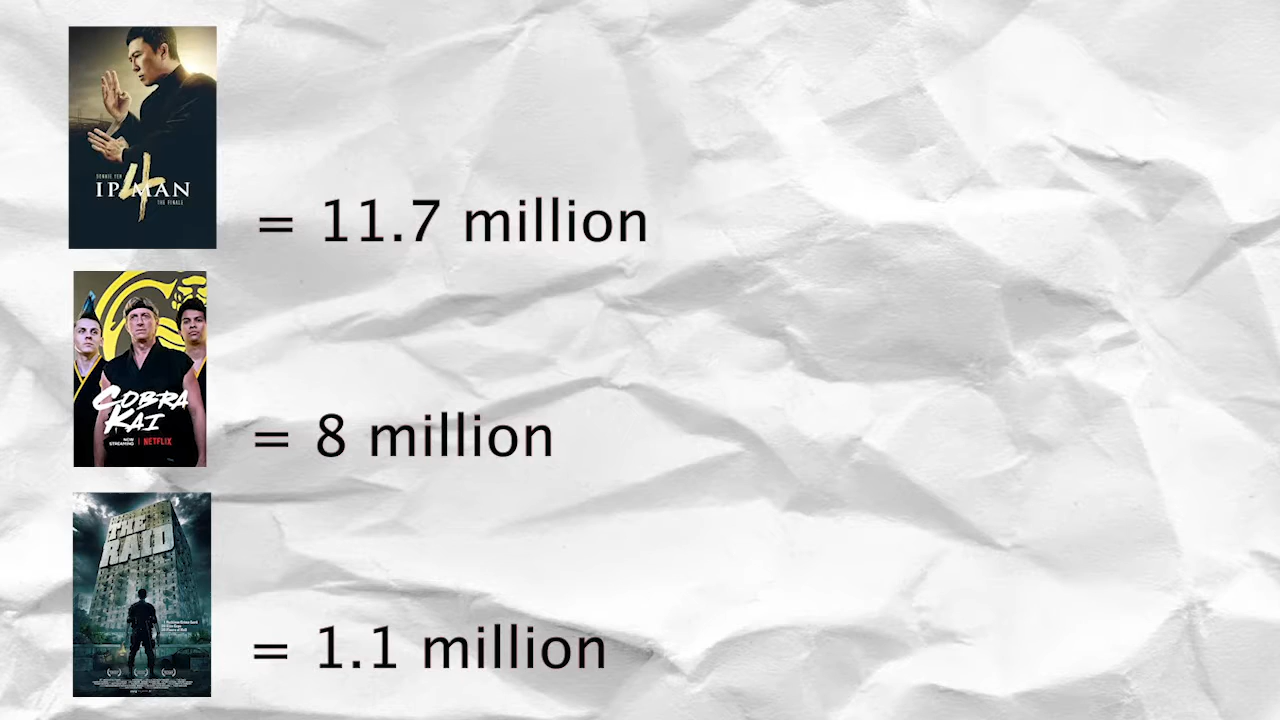 DONNIE YEN
IP MAN
4
THE FINALE
= 11.7 million
COBRA
KAI
NOW
STREAMING | NETFLIX
= 8 million
THE
RAID
= 1.1 million